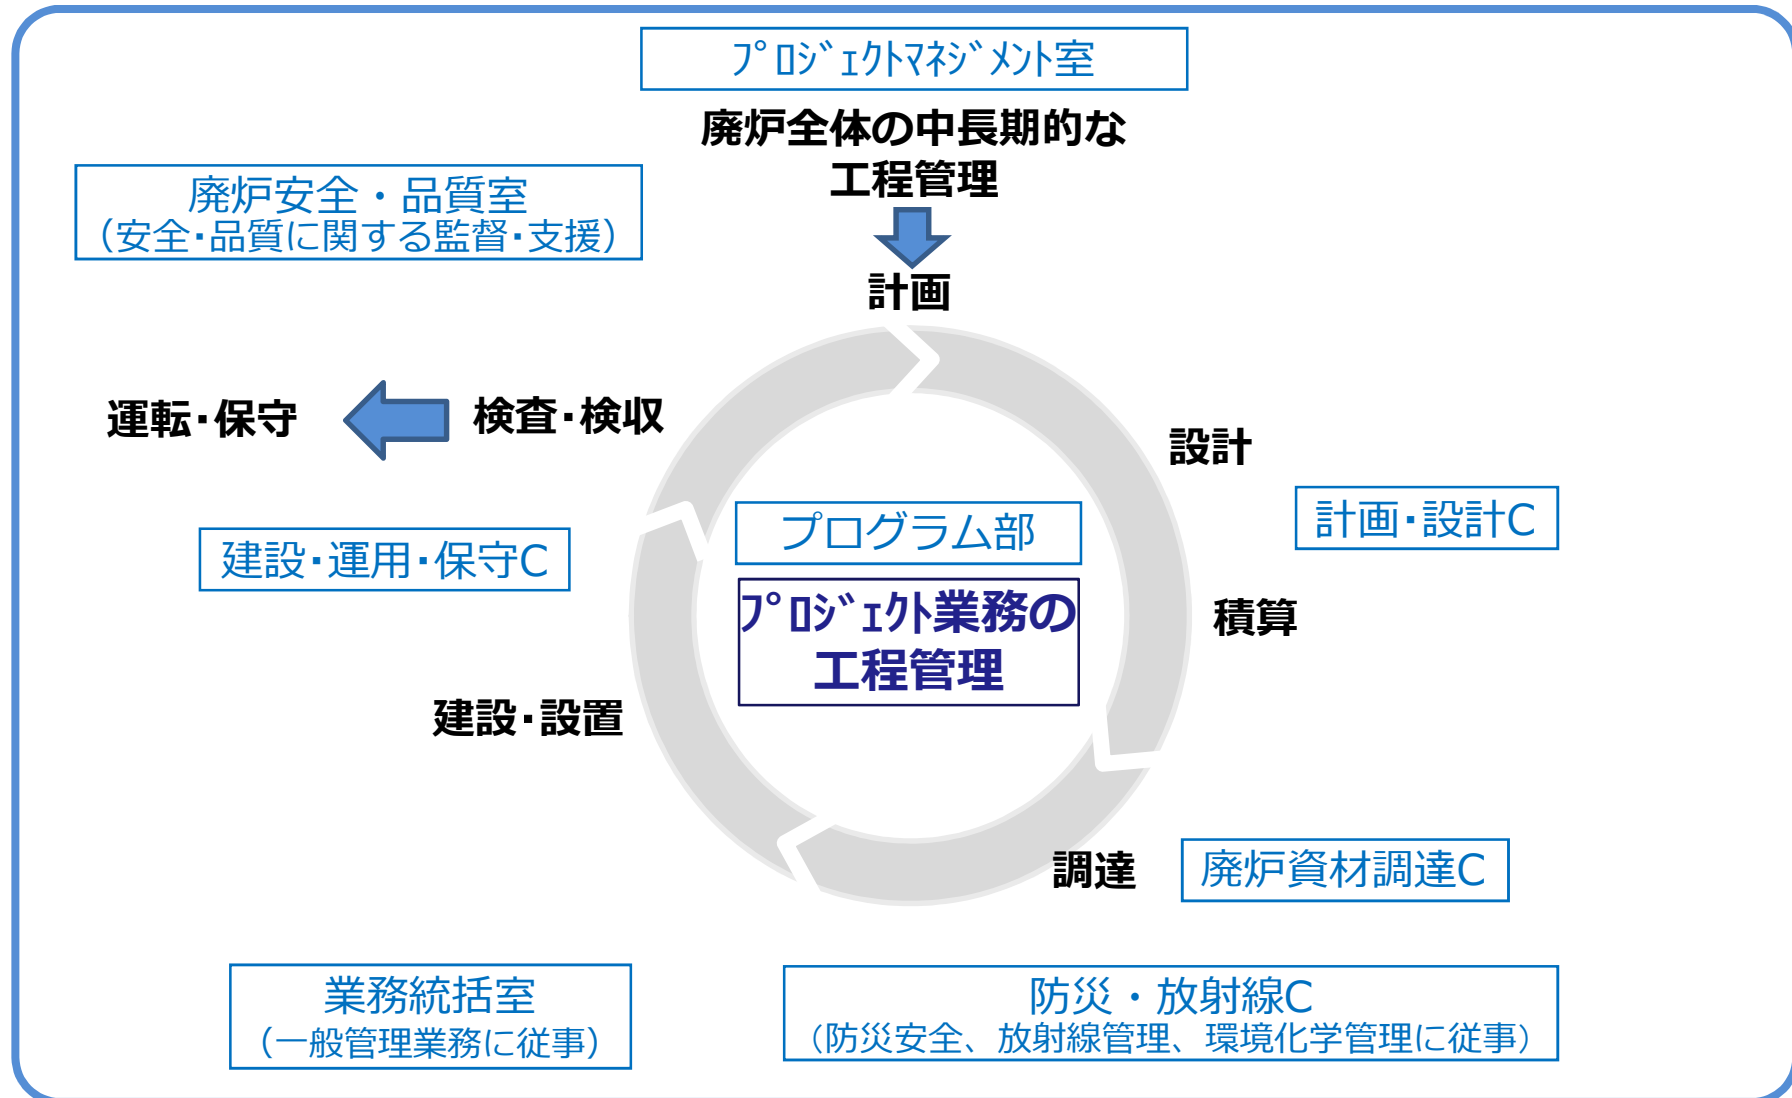 ﾌﾟﾛｼﾞｪｸﾄﾏﾈｼﾞﾒﾝﾄ室
廃炉全体の中長期的な
工程管理
廃炉安全・品質室
（安全･品質に関する監督･支援）
計画
運転･保守
検査･検収
設計
計画･設計C
プログラム部
建設･運用･保守C
ﾌﾟﾛｼﾞｪｸﾄ業務の
工程管理
積算
建設･設置
調達
廃炉資材調達C
業務統括室
（一般管理業務に従事）
防災・放射線C
（防災安全、放射線管理、環境化学管理に従事）